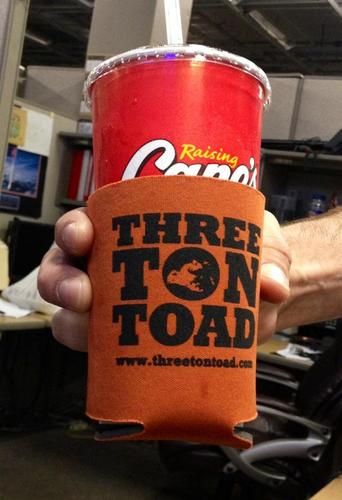 Raising
Cane's
THREE
TON
TOAD
www.threetontoad.com